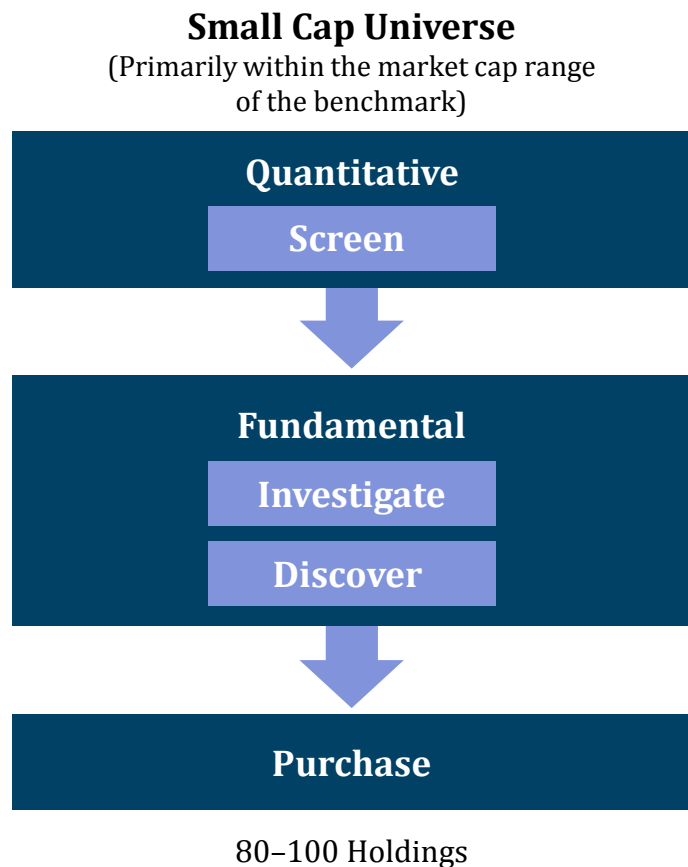 Small Cap Universe
(Primarily within the market cap range
of the benchmark)
Quantitative
Screen
Fundamental
Investigate
Discover
Purchase
80–100 Holdings